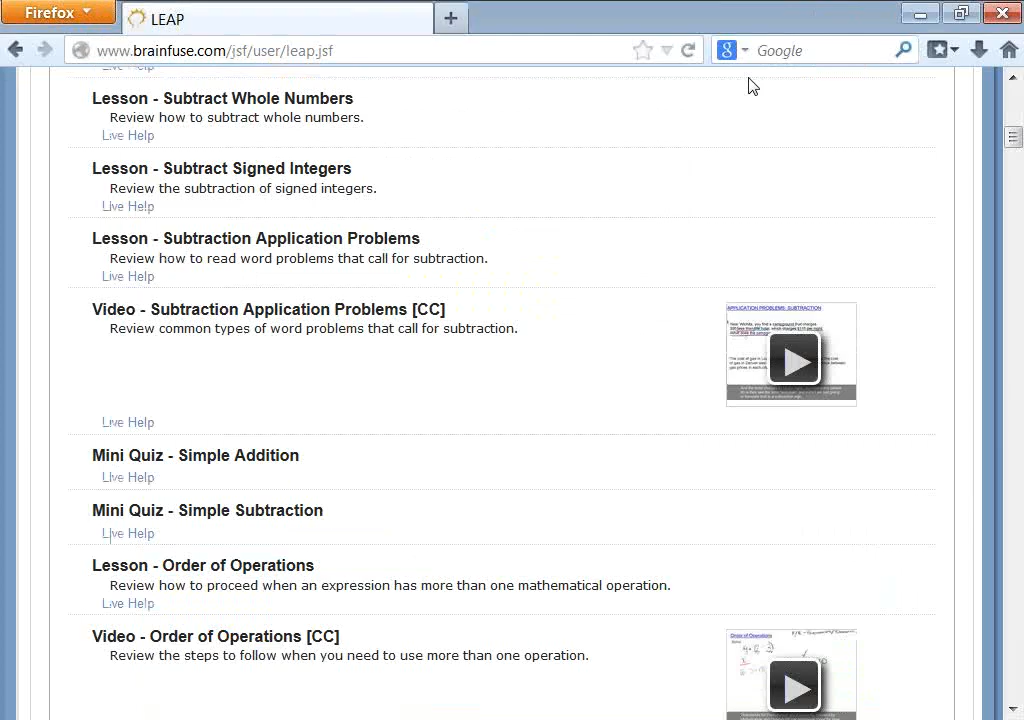 Firefox
LEAP
www.brainfuse.com/jsf/user/leap.jsf
Google
Live Help
Lesson - Subtract Whole Numbers
Review how to subtract whole numbers.
Live Help
Lesson - Subtract Signed Integers
Review the subtraction of signed integers.
Live Help
Lesson - Subtraction Application Problems
Review how to read word problems that call for subtraction.
Live Help
Video - Subtraction Application Problems [CC]
Review common types of word problems that call for subtraction.
APPLICATION PROBLEMS: SUBTRACTION
Live Help
Mini Quiz - Simple Addition
Live Help
Mini Quiz - Simple Subtraction
Live Help
Lesson - Order of Operations
Review how to proceed when an expression has more than one mathematical operation.
Live Help
Video - Order of Operations [CC]
Review the steps to follow when you need to use more than one operation.
Order of Operations